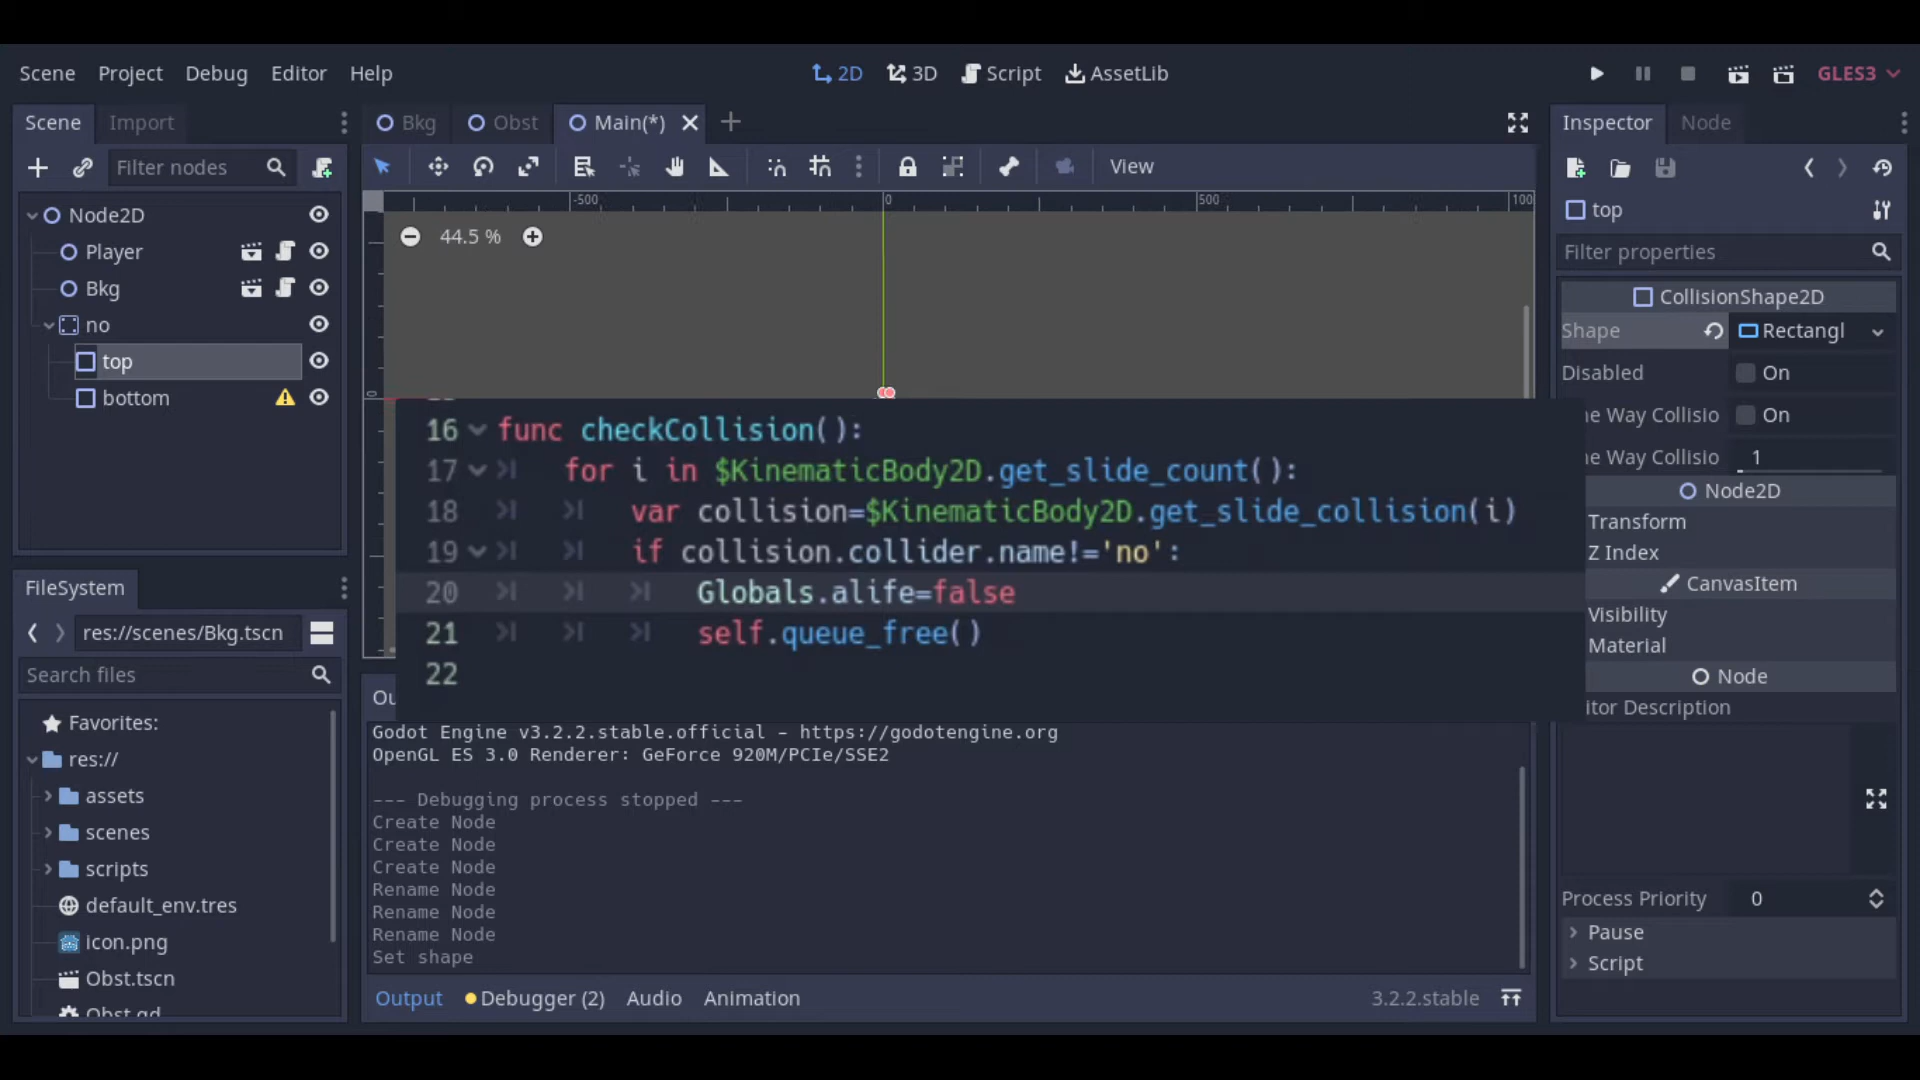 Scene Project Debug Editor Help
2D 3D Script AssetLib
GLES3
Scene Import
Filter nodes
Node2D
Player
Bkg
no
top
bottom
FileSystem
res://scenes/Bkg.tscn
Search files
Favorites:
res://
assets
scenes
scripts
default_env.tres
icon.png
Obst.tscn
Obst.gd
Bkg Obst Main(*)
View
-500 0 500 100
44.5 %
0
16 func checkCollision():
17 for i in $KinematicBody2D.get_slide_count():
18 var collision=$KinematicBody2D.get_slide_collision(i)
19 if collision.collider.name!='no':
20 Globals.alife=false
21 self.queue_free()
22
Ou
Godot Engine v3.2.2.stable.official - https://godotengine.org
OpenGL ES 3.0 Renderer: GeForce 920M/PCIe/SSE2
--- Debugging process stopped ---
Create Node
Create Node
Create Node
Rename Node
Rename Node
Rename Node
Set shape
Output Debugger (2) Audio Animation 3.2.2.stable
Inspector Node
top
Filter properties
CollisionShape2D
Shape Rectangl
Disabled On
ne Way Collisio On
ne Way Collisio 1
Node2D
Transform
Z Index
CanvasItem
Visibility
Material
Node
itor Description
Process Priority 0
Pause
Script